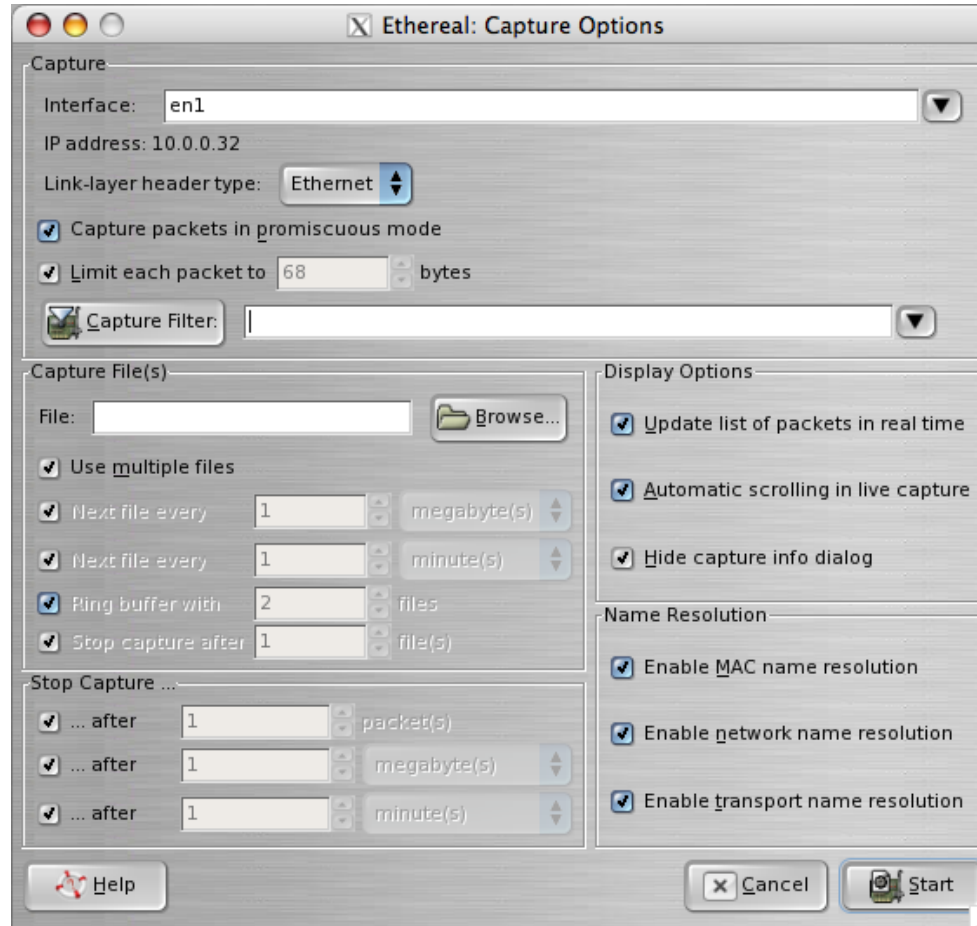 Ethereal: Capture Options
Capture
Interface: en1
IP address: 10.0.0.32
Link-layer header type: Ethernet
Capture packets in promiscuous mode
Limit each packet to 68 bytes
Capture Filter:
Capture File(s)
File: Browse...
Use multiple files
Next file every 1 megabyte(s)
Next file every 1 minute(s)
Ring buffer with 2 files
Stop capture after 1 file(s)
Stop Capture ...
... after 1 packet(s)
... after 1 megabyte(s)
... after 1 minute(s)
Display Options
Update list of packets in real time
Automatic scrolling in live capture
Hide capture info dialog
Name Resolution
Enable MAC name resolution
Enable network name resolution
Enable transport name resolution
Help
Cancel
Start